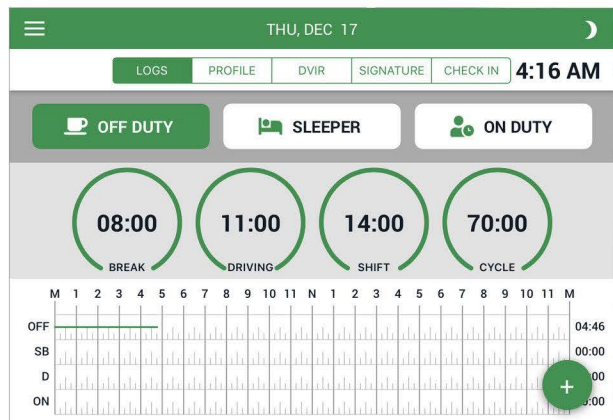 THU, DEC 17
LOGS PROFILE DVIR SIGNATURE CHECK IN 4:16 AM
OFF DUTY SLEEPER ON DUTY
08:00 11:00 14:00 70:00
BREAK DRIVING SHIFT CYCLE
M 1 2 3 4 5 6 7 8 9 10 11 N 1 2 3 4 5 6 7 8 9 10 11 M
OFF 04:46
SB 00:00
D :00
ON :00
+